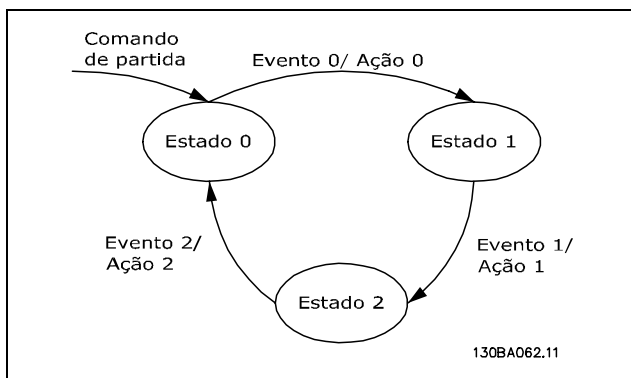 Comando
de partida
Evento 0/ Ação 0
Estado 0
Estado 1
Evento 2/
Ação 2
Evento 1/
Ação 1
Estado 2
130BA062.11